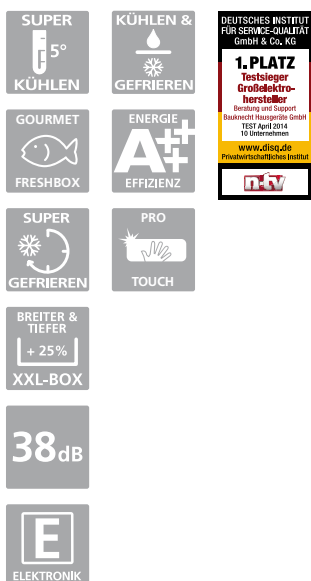 SUPER
5°
KÜHLEN
KÜHLEN &
GEFRIEREN
DEUTSCHES INSTITUT
FÜR SERVICE-QUALITÄT
GmbH & Co. KG
1. PLATZ
Testsieger
Großelektro-
hersteller
Beratung und Support
Bauknecht Hausgeräte GmbH
TEST April 2014
10 Unternehmen
www.disq.de
Privatwirtschaftliches Institut
n-tv
GOURMET
FRESHBOX
ENERGIE
A++
EFFIZIENZ
SUPER
GEFRIEREN
PRO
TOUCH
BREITER &
TIEFER
+ 25%
XXL-BOX
38dB
E
ELEKTRONIK